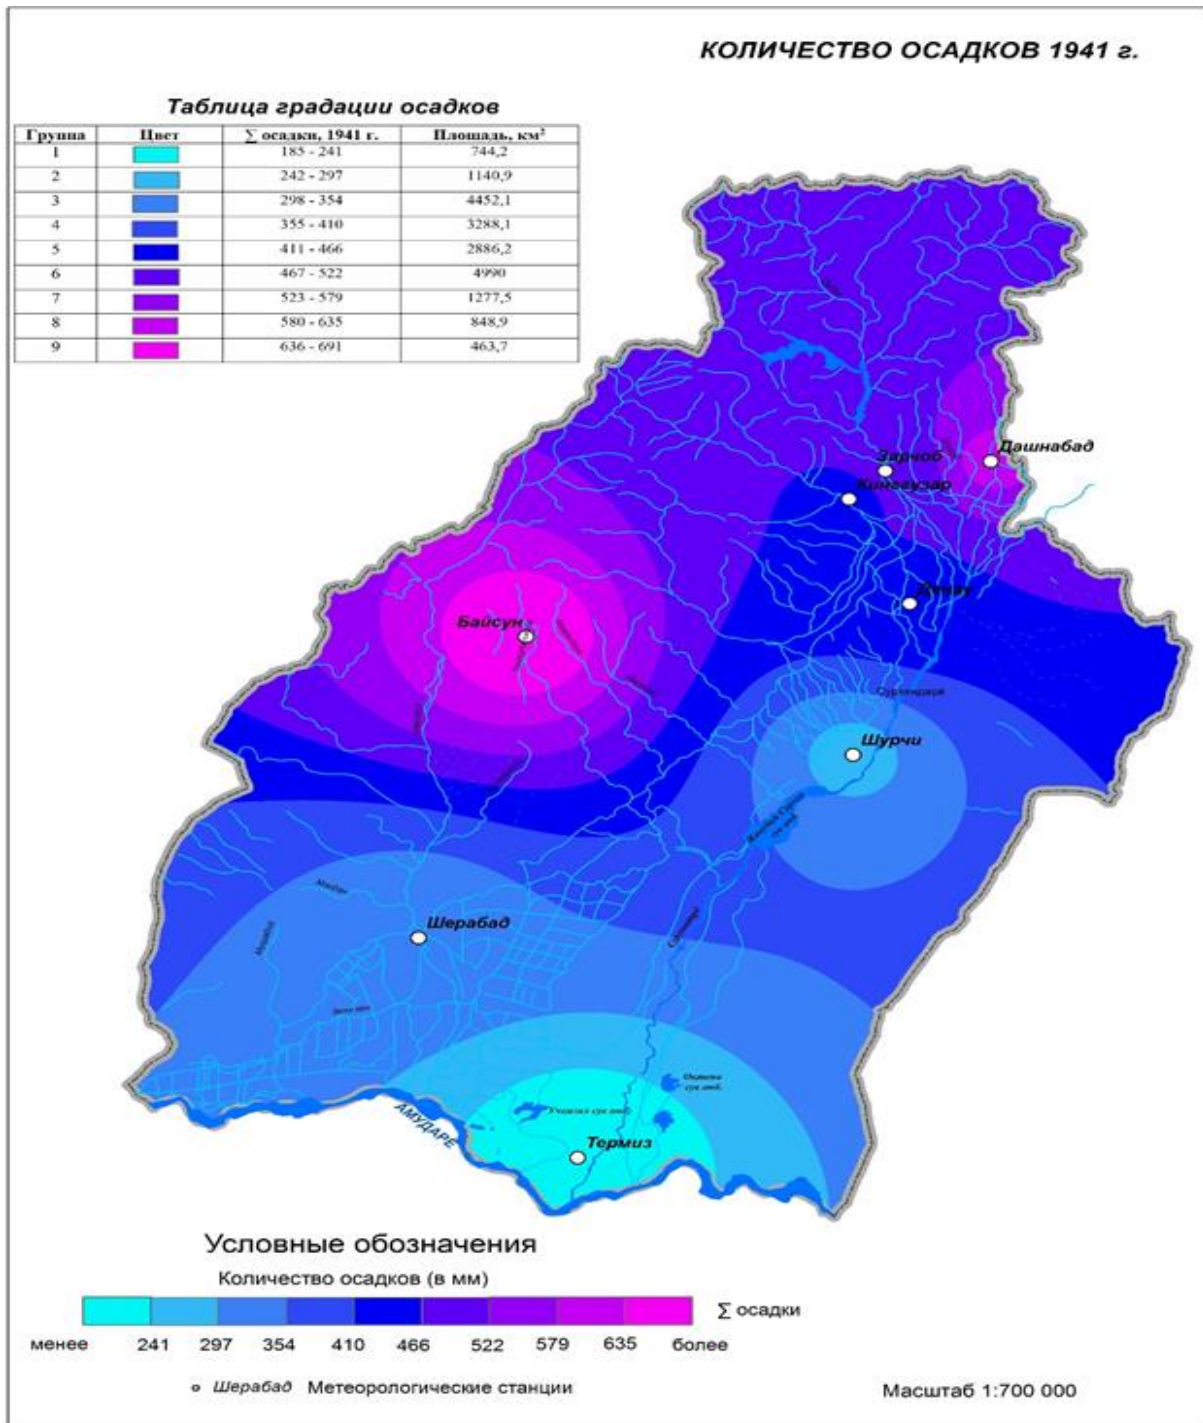 КОЛИЧЕСТВО ОСАДКОВ 1941 г.
Таблица градации осадков
Группа Цвет ∑ осадки, 1941 г. Площадь, км²
1 185 - 241 744,2
2 242 - 297 1140,9
3 298 - 354 4452,1
4 355 - 410 3288,1
5 411 - 466 2886,2
6 467 - 522 4990
7 523 - 579 1277,5
8 580 - 635 848,9
9 636 - 691 463,7
Дашнабад
Зарчоб
Кинггузар
Денау
Байсун
Сурхандаря
Шурчи
Шерабад
АМУДАРЕ
Термиз
Условные обозначения
Количество осадков (в мм)
∑ осадки
менее 241 297 354 410 466 522 579 635 более
Шерабад Метеорологические станции
Масштаб 1:700 000